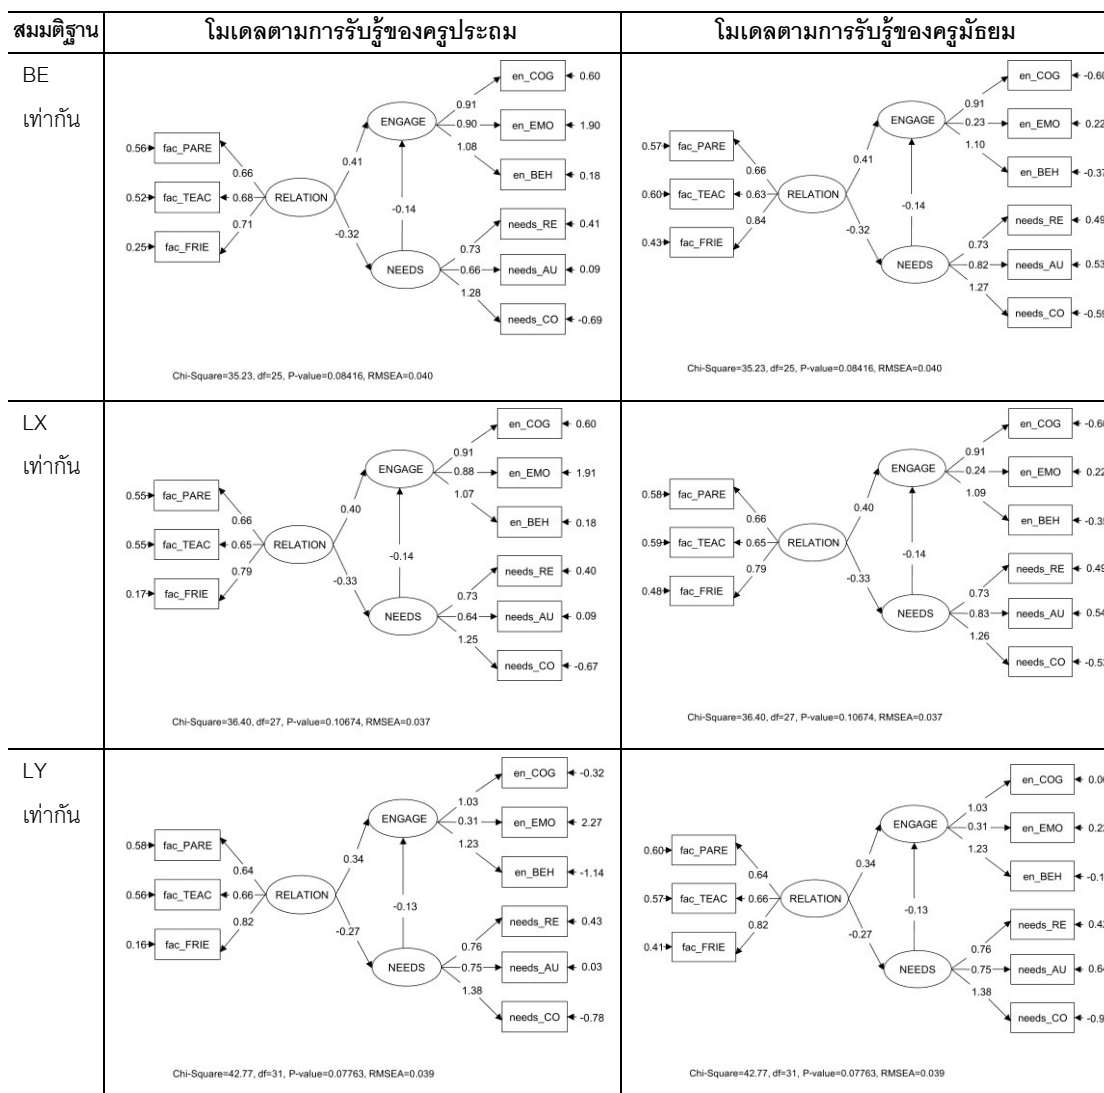 สมมติฐาน โมเดลตามการรับรู้ของครูประถม โมเดลตามการรับรู้ของครูมัธยม
BE
เท่ากัน
en_COG 0.60
0.91
ENGAGE 0.90 en_EMO 1.90
1.08
0.56 fac_PARE 0.41 en_BEH 0.18
0.66
0.52 fac_TEAC 0.68 RELATION -0.14
0.71 needs_RE 0.41
-0.32 0.73
0.25 fac_FRIE NEEDS 0.66 needs_AU 0.09
1.28
needs_CO -0.69
Chi-Square=35.23, df=25, P-value=0.08416, RMSEA=0.040
en_COG
0.91
ENGAGE 0.23 en_EMO 0.22
1.10
0.57 fac_PARE 0.41 en_BEH
0.66
0.60 fac_TEAC 0.63 RELATION -0.14
0.84 needs_RE 0.49
-0.32 0.73
0.43 fac_FRIE NEEDS 0.82 needs_AU 0.53
1.27
needs_CO
Chi-Square=35.23, df=25, P-value=0.08416, RMSEA=0.040
LX
เท่ากัน
en_COG 0.60
0.91
ENGAGE 0.88 en_EMO 1.91
1.07
0.55 fac_PARE 0.40 en_BEH 0.18
0.66
0.55 fac_TEAC 0.65 RELATION -0.14
0.79 needs_RE 0.40
-0.33 0.73
0.17 fac_FRIE NEEDS 0.64 needs_AU 0.09
1.25
needs_CO -0.67
Chi-Square=36.40, df=27, P-value=0.10674, RMSEA=0.037
en_COG
0.91
ENGAGE 0.24 en_EMO 0.22
1.09
0.58 fac_PARE 0.40 en_BEH
0.66
0.59 fac_TEAC 0.65 RELATION -0.14
0.79 needs_RE 0.49
-0.33 0.73
0.48 fac_FRIE NEEDS 0.83 needs_AU 0.54
1.26
needs_CO
Chi-Square=36.40, df=27, P-value=0.10674, RMSEA=0.037
LY
เท่ากัน
en_COG -0.32
1.03
ENGAGE 0.31 en_EMO 2.27
1.23
0.58 fac_PARE 0.34 en_BEH -1.14
0.64
0.56 fac_TEAC 0.66 RELATION -0.13
0.82 needs_RE 0.43
-0.27 0.76
0.16 fac_FRIE NEEDS 0.75 needs_AU 0.03
1.38
needs_CO -0.78
Chi-Square=42.77, df=31, P-value=0.07763, RMSEA=0.039
en_COG
1.03
ENGAGE 0.31 en_EMO
1.23
0.60 fac_PARE 0.34 en_BEH
0.64
0.57 fac_TEAC 0.66 RELATION -0.13
0.82 needs_RE
-0.27 0.76
0.41 fac_FRIE NEEDS 0.75 needs_AU
1.38
needs_CO
Chi-Square=42.77, df=31, P-value=0.07763, RMSEA=0.039